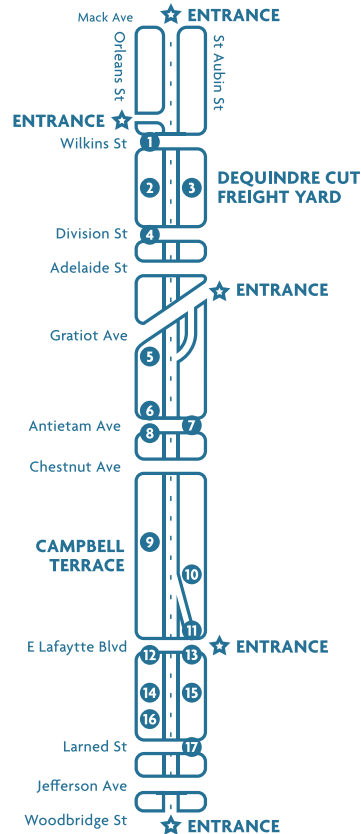 Mack Ave
ENTRANCE
Orleans St
St Aubin St
ENTRANCE
Wilkins St
1
2
3
DEQUINDRE CUT
FREIGHT YARD
Division St
4
Adelaide St
ENTRANCE
Gratiot Ave
5
6
Antietam Ave
7
8
Chestnut Ave
9
CAMPBELL
TERRACE
10
11
E Lafaytte Blvd
ENTRANCE
12
13
14
15
16
Larned St
17
Jefferson Ave
Woodbridge St
ENTRANCE